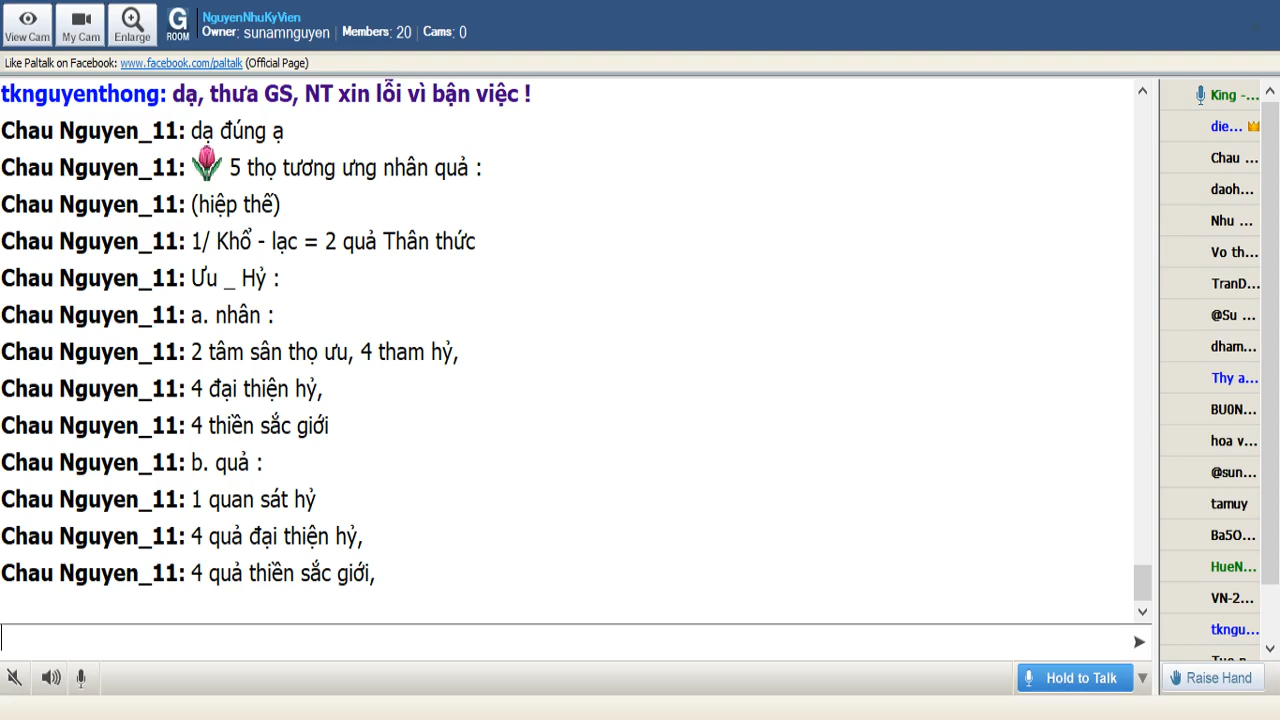 View Cam
My Cam
Enlarge
G
ROOM
NguyenNhuKyVien
Owner: sunamnguyen | Members: 20 | Cams: 0
Like Paltalk on Facebook: www.facebook.com/paltalk (Official Page)
tknguyenthong: dạ, thưa GS, NT xin lỗi vì bận việc !
Chau Nguyen_11: dạ đúng ạ
Chau Nguyen_11: 5 thọ tương ưng nhân quả :
Chau Nguyen_11: (hiệp thế)
Chau Nguyen_11: 1/ Khổ - lạc = 2 quả Thân thức
Chau Nguyen_11: Ưu _ Hỷ :
Chau Nguyen_11: a. nhân :
Chau Nguyen_11: 2 tâm sân thọ ưu, 4 tham hỷ,
Chau Nguyen_11: 4 đại thiện hỷ,
Chau Nguyen_11: 4 thiền sắc giới
Chau Nguyen_11: b. quả :
Chau Nguyen_11: 1 quan sát hỷ
Chau Nguyen_11: 4 quả đại thiện hỷ,
Chau Nguyen_11: 4 quả thiền sắc giới,
King -...
die...
Chau ...
daoh...
Nhu ...
Vo th...
TranD...
@Su ...
dham...
Thy a...
BU0N...
hoa v...
@sun...
tamuy
Ba5O...
HueN...
VN-2...
tkngu...
Hold to Talk
Raise Hand